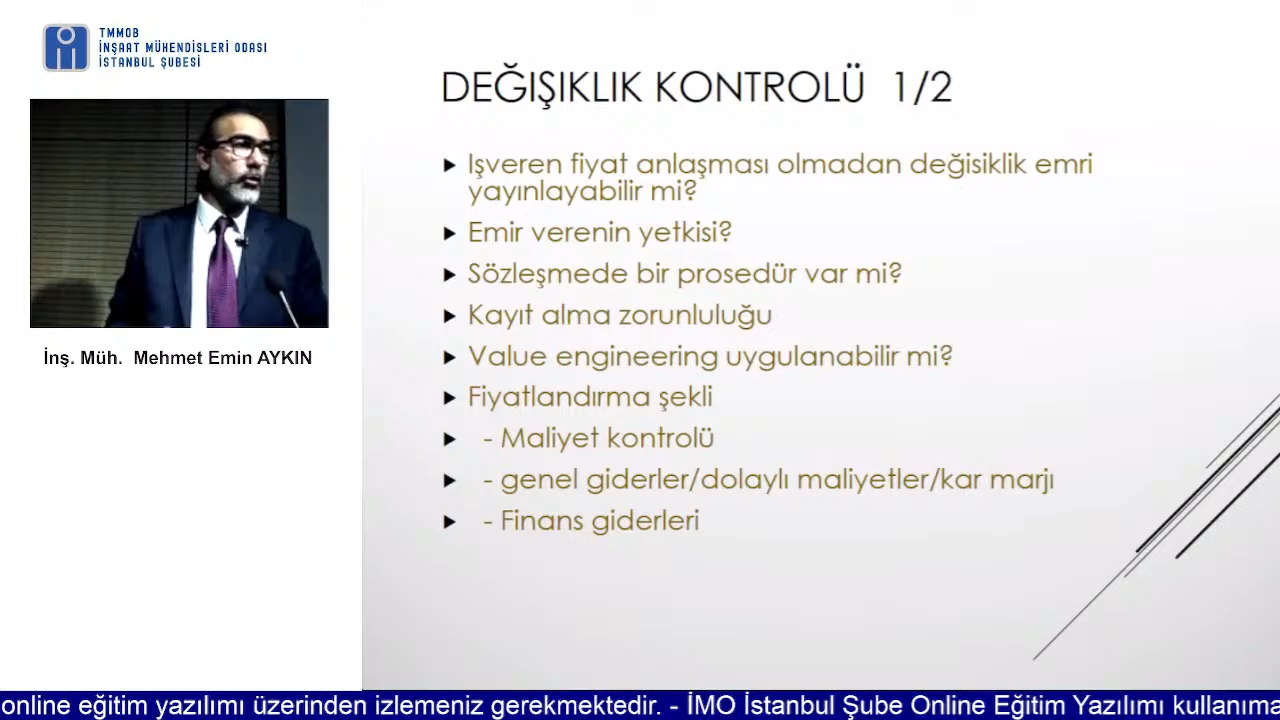 TMMOB
İNŞAAT MÜHENDİSLERİ ODASI
İSTANBUL ŞUBESİ
İnş. Müh. Mehmet Emin AYKIN
DEĞIŞIKLIK KONTROLÜ 1/2
Işveren fiyat anlaşması olmadan değisiklik emri
yayınlayabilir mi?
Emir verenin yetkisi?
Sözleşmede bir prosedür var mi?
Kayıt alma zorunluluğu
Value engineering uygulanabilir mi?
Fiyatlandırma şekli
- Maliyet kontrolü
- genel giderler/dolaylı maliyetler/kar marjı
- Finans giderleri
online eğitim yazılımı üzerinden izlemeniz gerekmektedir. - İMO İstanbul Şube Online Eğitim Yazılımı kullanıma